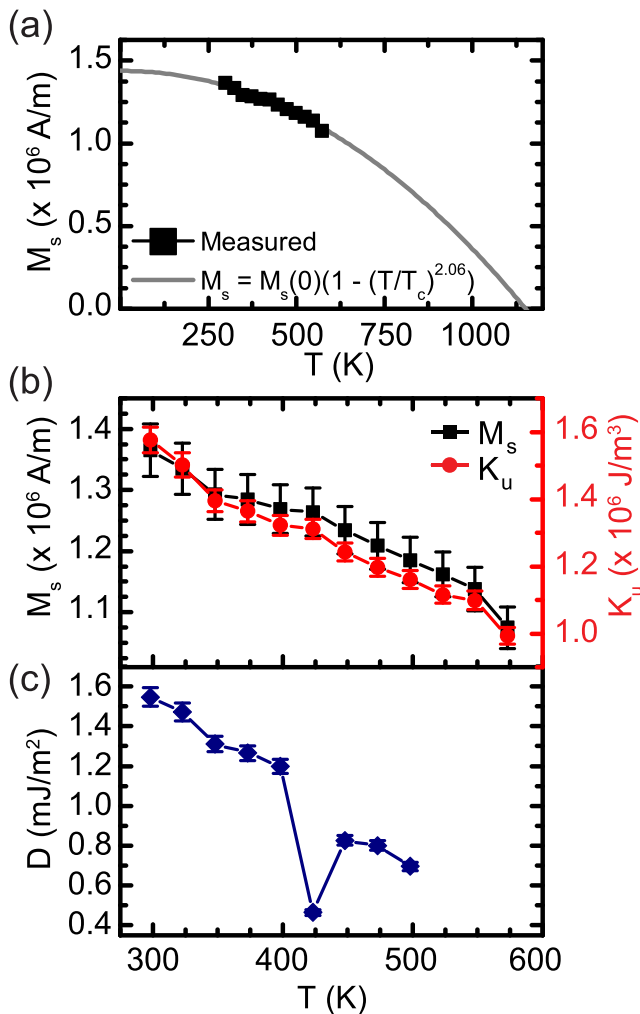 (a)
1.5
1.0
0.5
0.0
M_s (x 10^6 A/m)
Measured
M_s = M_s(0)(1 - (T/T_c)^2.06)
250 500 750 1000
T (K)
(b)
1.4
1.3
1.2
1.1
M_s (x 10^6 A/m)
M_s
K_u
1.6
1.4
1.2
1.0
K_u (x 10^6 J/m^3)
(c)
1.6
1.4
1.2
1.0
0.8
0.6
0.4
D (mJ/m^2)
300 400 500 600
T (K)